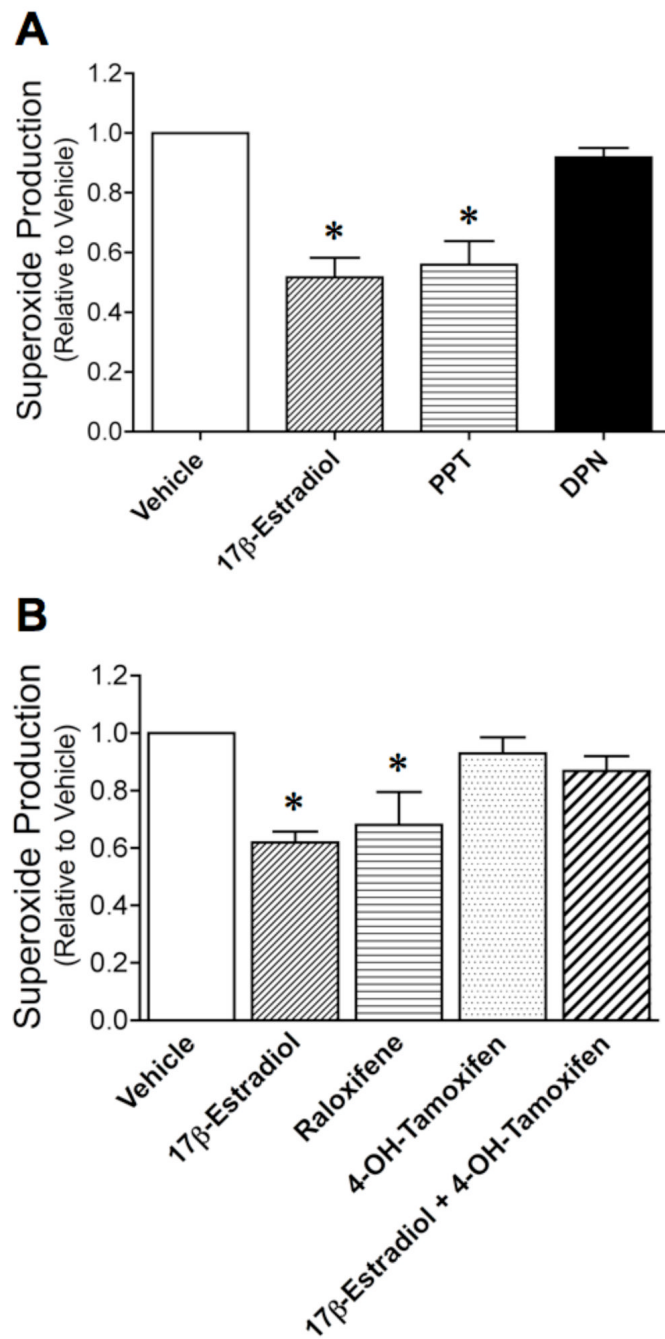 A
Superoxide Production
(Relative to Vehicle)
1.2
1.0
0.8
0.6
0.4
0.2
0.0
*
*
Vehicle
17β-Estradiol
PPT
DPN
B
Superoxide Production
(Relative to Vehicle)
1.2
1.0
0.8
0.6
0.4
0.2
0.0
*
*
Vehicle
17β-Estradiol
Raloxifene
4-OH-Tamoxifen
17β-Estradiol + 4-OH-Tamoxifen